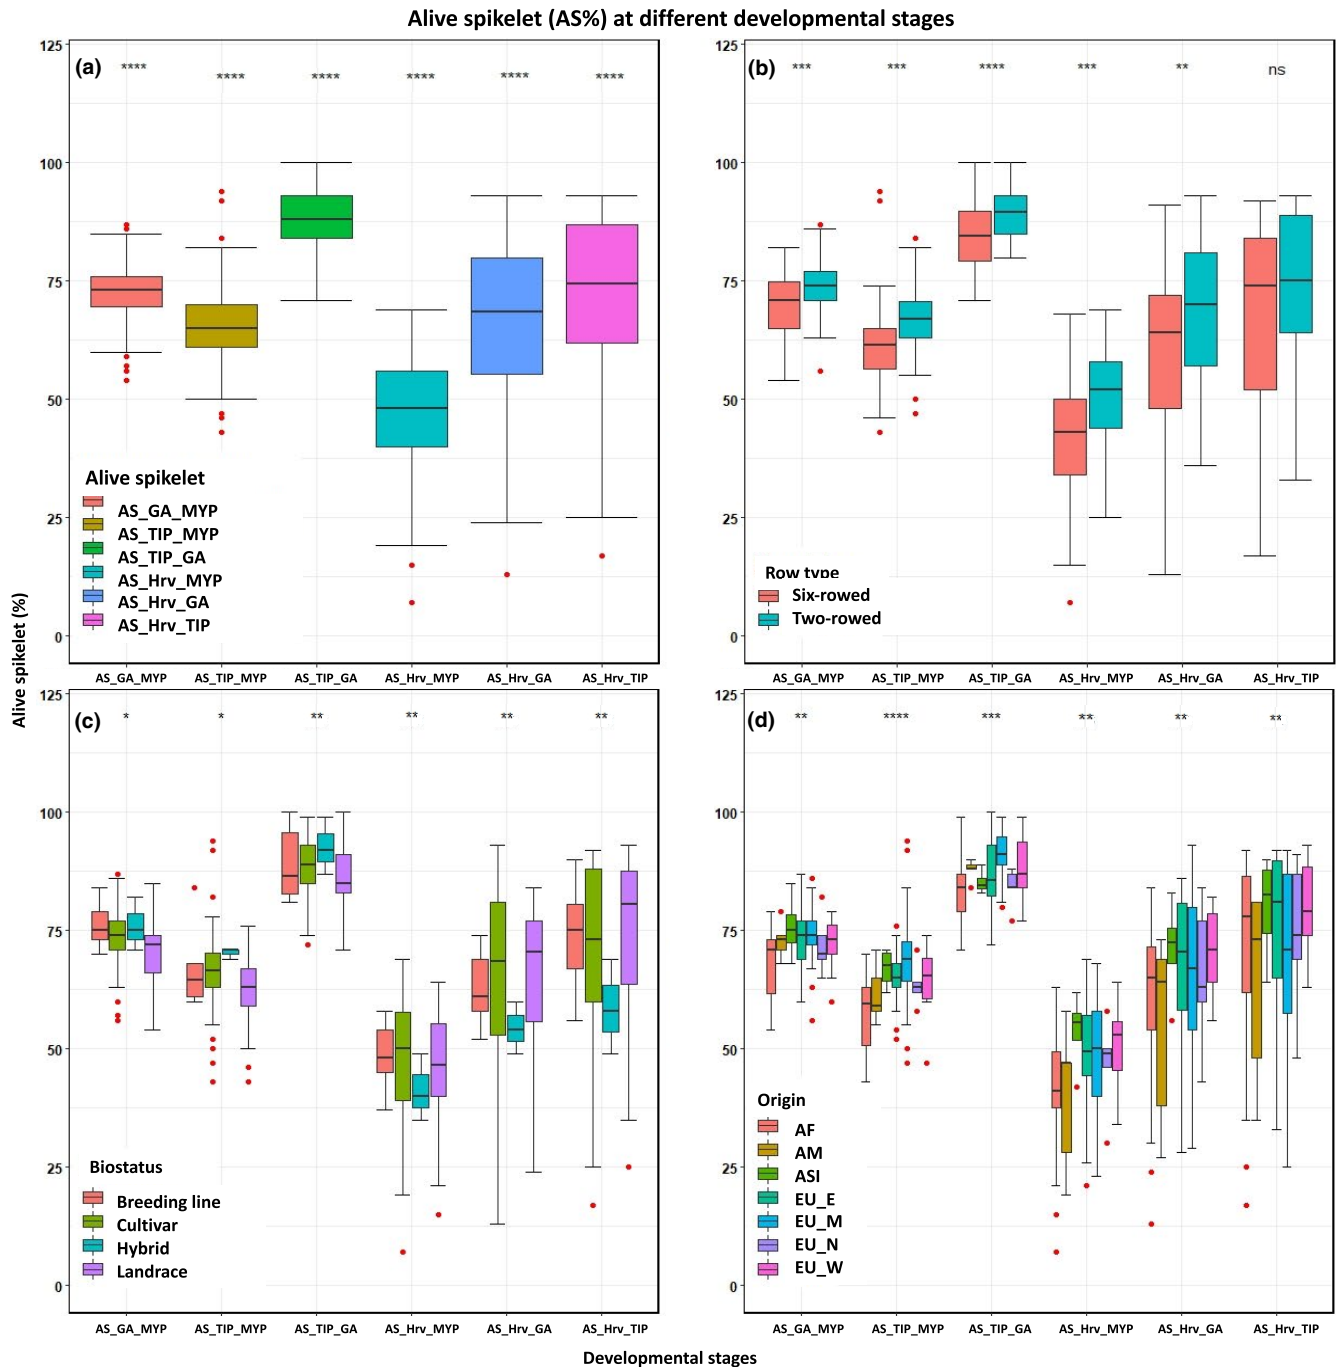 Alive spikelet (AS%) at different developmental stages
Alive spikelet (%)
(a)
**** **** **** **** **** ****
125
100
75
50
25
0
Alive spikelet
AS_GA_MYP
AS_TIP_MYP
AS_TIP_GA
AS_Hrv_MYP
AS_Hrv_GA
AS_Hrv_TIP
AS_GA_MYP AS_TIP_MYP AS_TIP_GA AS_Hrv_MYP AS_Hrv_GA AS_Hrv_TIP
(b)
*** *** **** *** ** ns
125
100
75
50
25
0
Row type
Six-rowed
Two-rowed
AS_GA_MYP AS_TIP_MYP AS_TIP_GA AS_Hrv_MYP AS_Hrv_GA AS_Hrv_TIP
(c)
* * ** ** ** **
125
100
75
50
25
0
Biostatus
Breeding line
Cultivar
Hybrid
Landrace
AS_GA_MYP AS_TIP_MYP AS_TIP_GA AS_Hrv_MYP AS_Hrv_GA AS_Hrv_TIP
(d)
** **** *** ** ** **
125
100
75
50
25
0
Origin
AF
AM
ASI
EU_E
EU_M
EU_N
EU_W
AS_GA_MYP AS_TIP_MYP AS_TIP_GA AS_Hrv_MYP AS_Hrv_GA AS_Hrv_TIP
Developmental stages